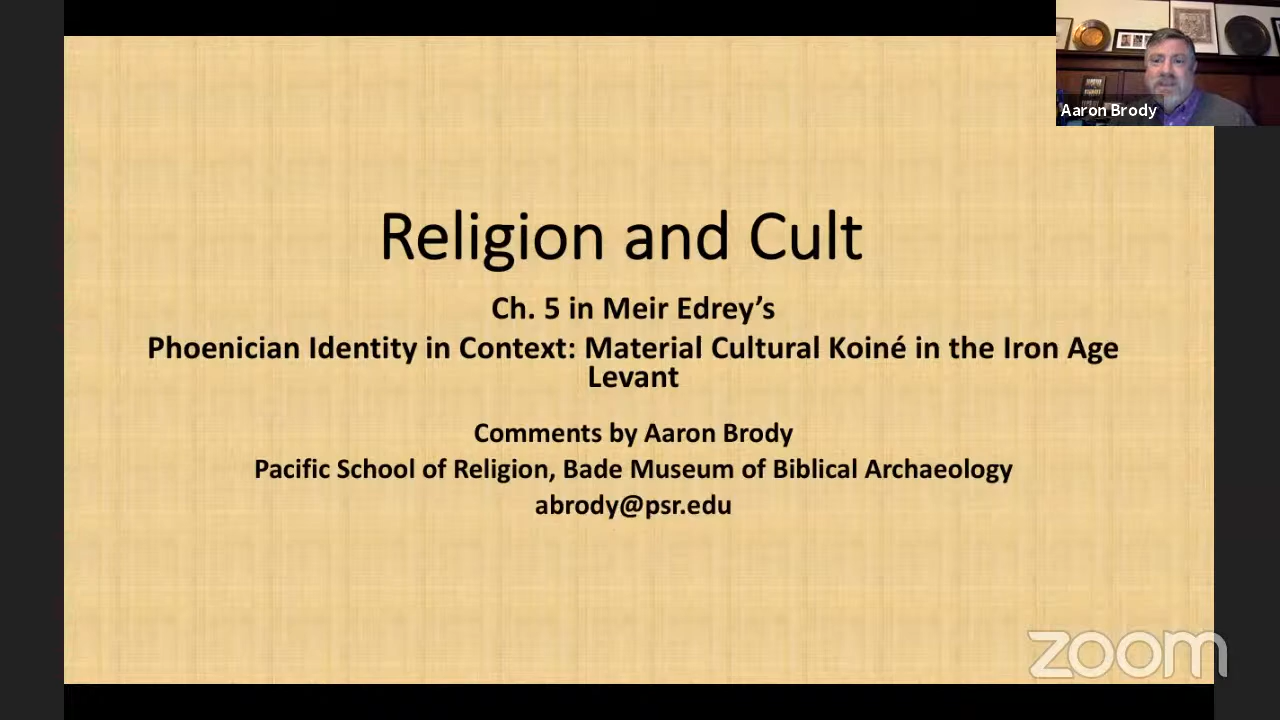 Aaron Brody
Religion and Cult
Ch. 5 in Meir Edrey's
Phoenician Identity in Context: Material Cultural Koiné in the Iron Age
Levant
Comments by Aaron Brody
Pacific School of Religion, Bade Museum of Biblical Archaeology
abrody@psr.edu
zoom